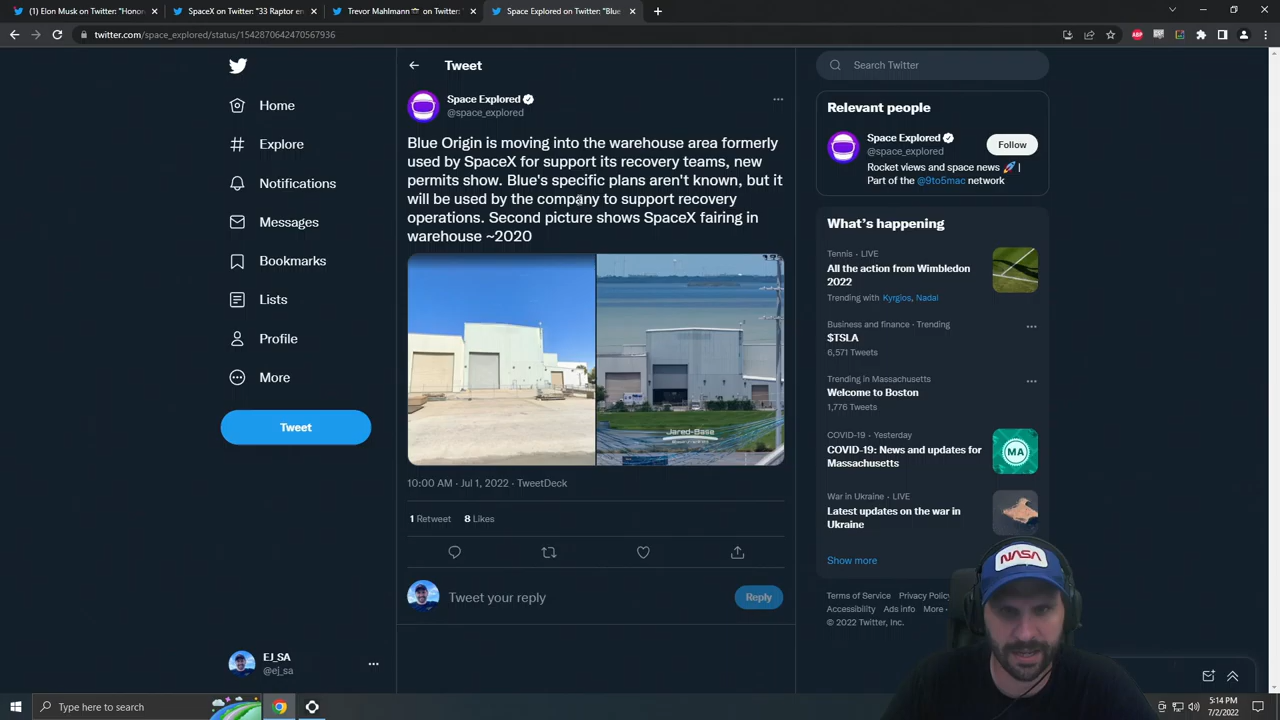 (1) Elon Musk on Twitter: "Honor
SpaceX on Twitter: "33 Raptor en
Trevor Mahlmann on Twitter:
Space Explored on Twitter: "Blue
twitter.com/space_explored/status/1542870642470567936
ABP
Home
Explore
Notifications
Messages
Bookmarks
Lists
Profile
More
Tweet
EJ_SA
@ej_sa
Tweet
Space Explored
@space_explored
Blue Origin is moving into the warehouse area formerly
used by SpaceX for support its recovery teams, new
permits show. Blue's specific plans aren't known, but it
will be used by the company to support recovery
operations. Second picture shows SpaceX fairing in
warehouse ~2020
Jared-Base
10:00 AM · Jul 1, 2022 · TweetDeck
1 Retweet 8 Likes
Tweet your reply
Reply
Search Twitter
Relevant people
Space Explored
@space_explored
Follow
Rocket views and space news 🚀 |
Part of the @9to5mac network
What's happening
Tennis · LIVE
All the action from Wimbledon
2022
Trending with Kyrgios, Nadal
Business and finance · Trending
$TSLA
6,571 Tweets
Trending in Massachusetts
Welcome to Boston
1,776 Tweets
COVID-19 · Yesterday
COVID-19: News and updates for
Massachusetts
MA
War in Ukraine · LIVE
Latest updates on the war in
Ukraine
Show more
Terms of Service Privacy Policy
Accessibility Ads info More
© 2022 Twitter, Inc.
NASA
Type here to search
5:14 PM
7/2/2022